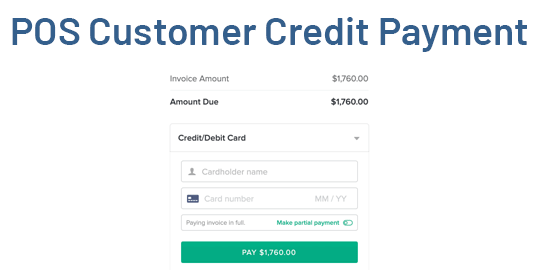 POS Customer Credit Payment
Invoice Amount $1,760.00
Amount Due $1,760.00
Credit/Debit Card
Cardholder name
Card number MM / YY
Paying invoice in full. Make partial payment
PAY $1,760.00